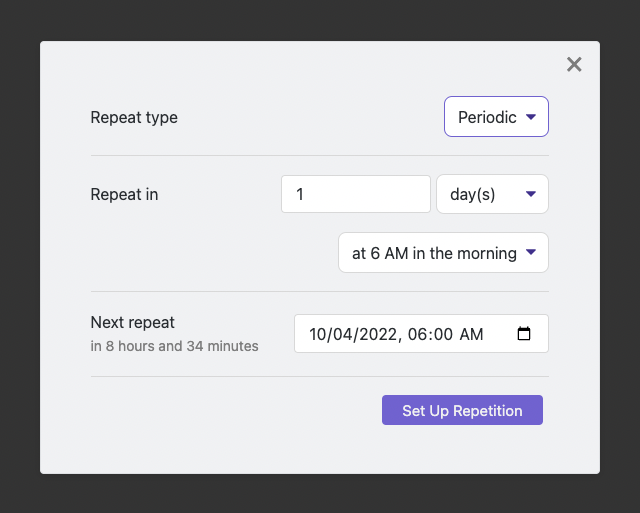 Repeat type Periodic
Repeat in 1 day(s)
at 6 AM in the morning
Next repeat
in 8 hours and 34 minutes
10/04/2022, 06:00 AM
Set Up Repetition